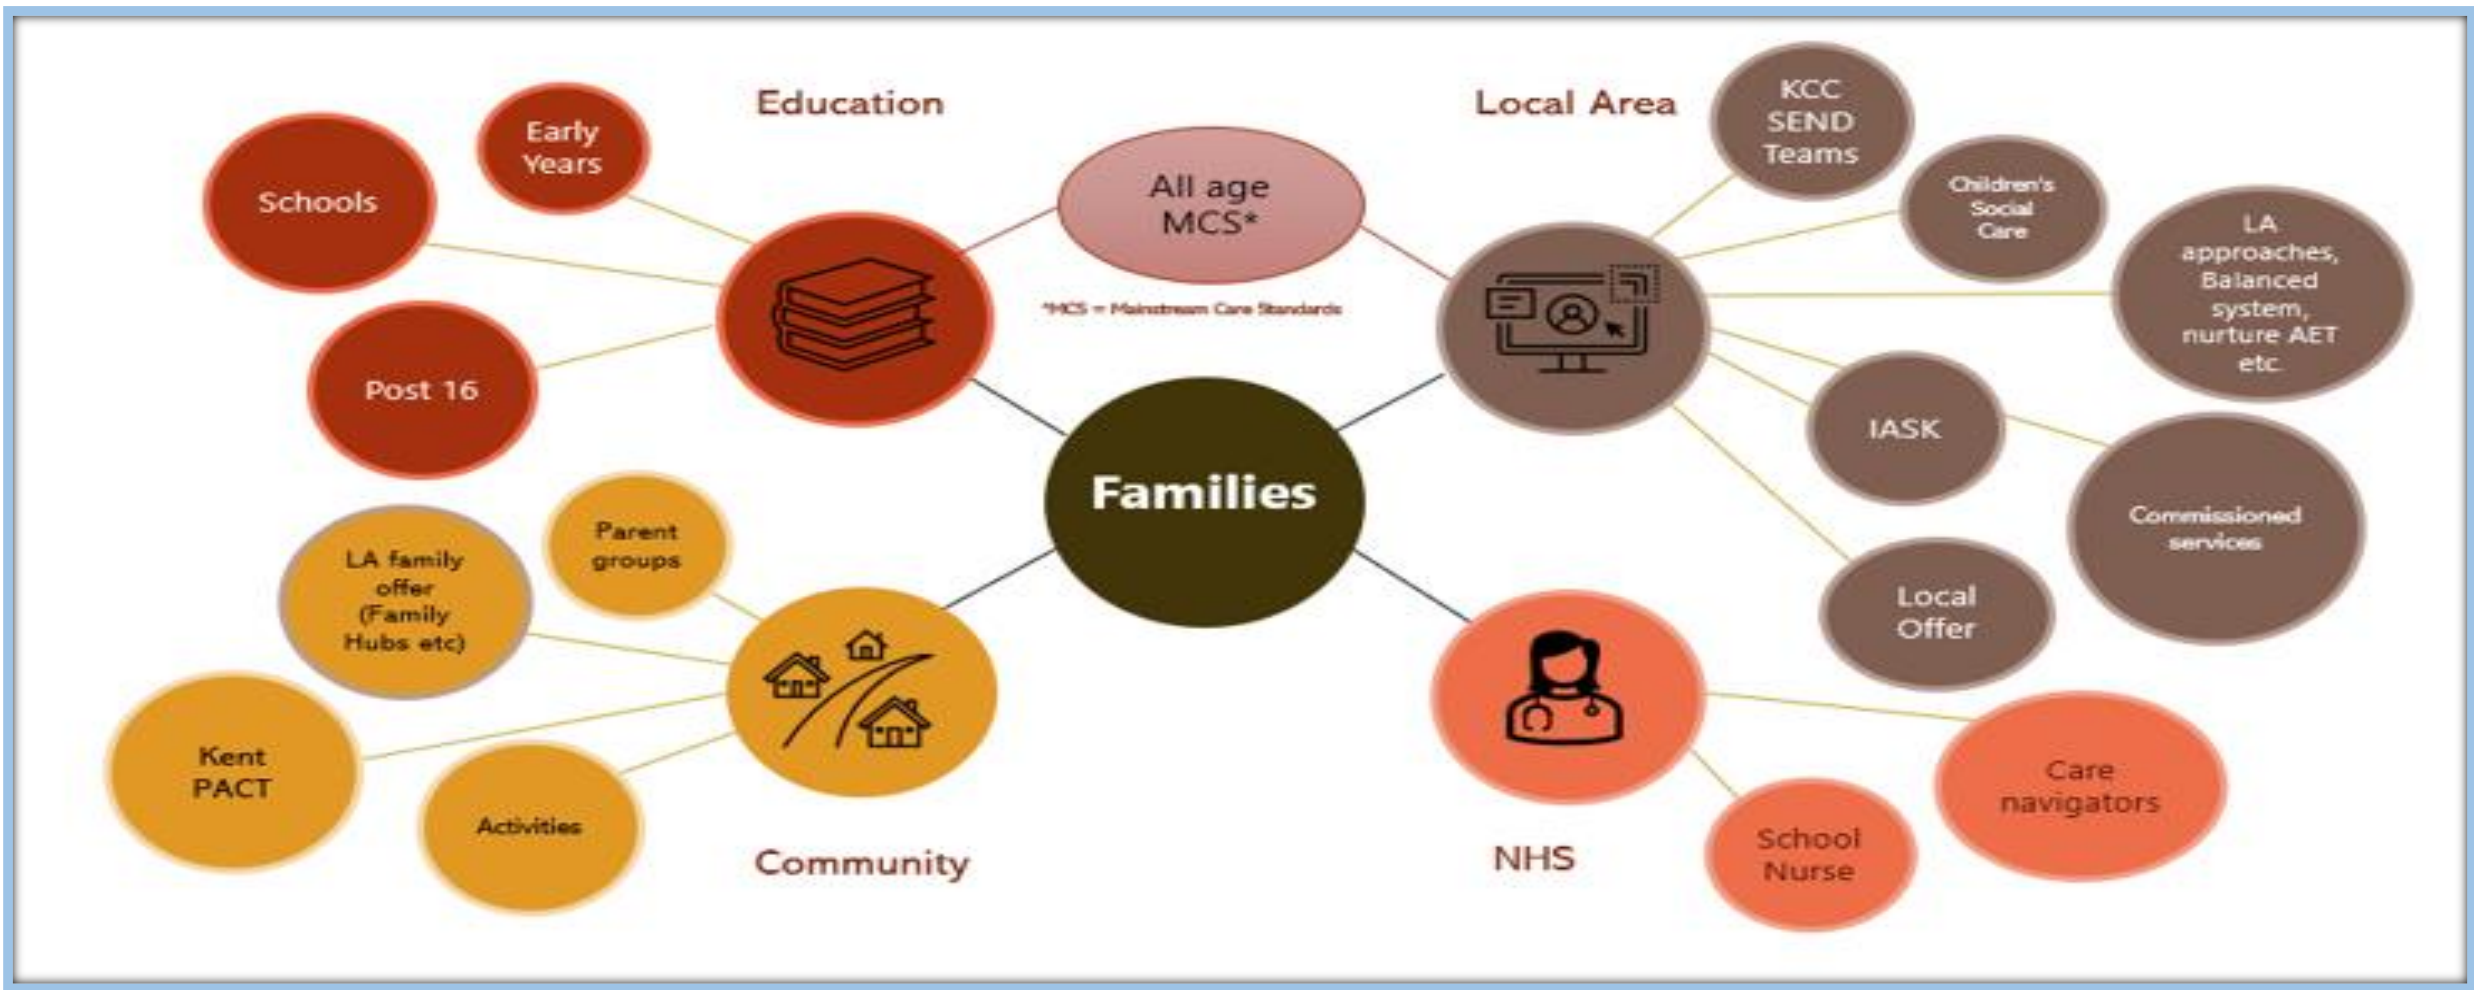 Education
Local Area
Early
Years
Schools
Post 16
All age
MCS*
*MCS = Mainstream Care Standards
KCC
SEND
Teams
Children's
Social
Care
LA
approaches,
Balanced
system,
nurture AET
etc.
IASK
Commissioned
services
Local
Offer
Families
Parent
groups
LA family
offer
(Family
Hubs etc)
Kent
PACT
Activities
Community
NHS
Care
navigators
School
Nurse